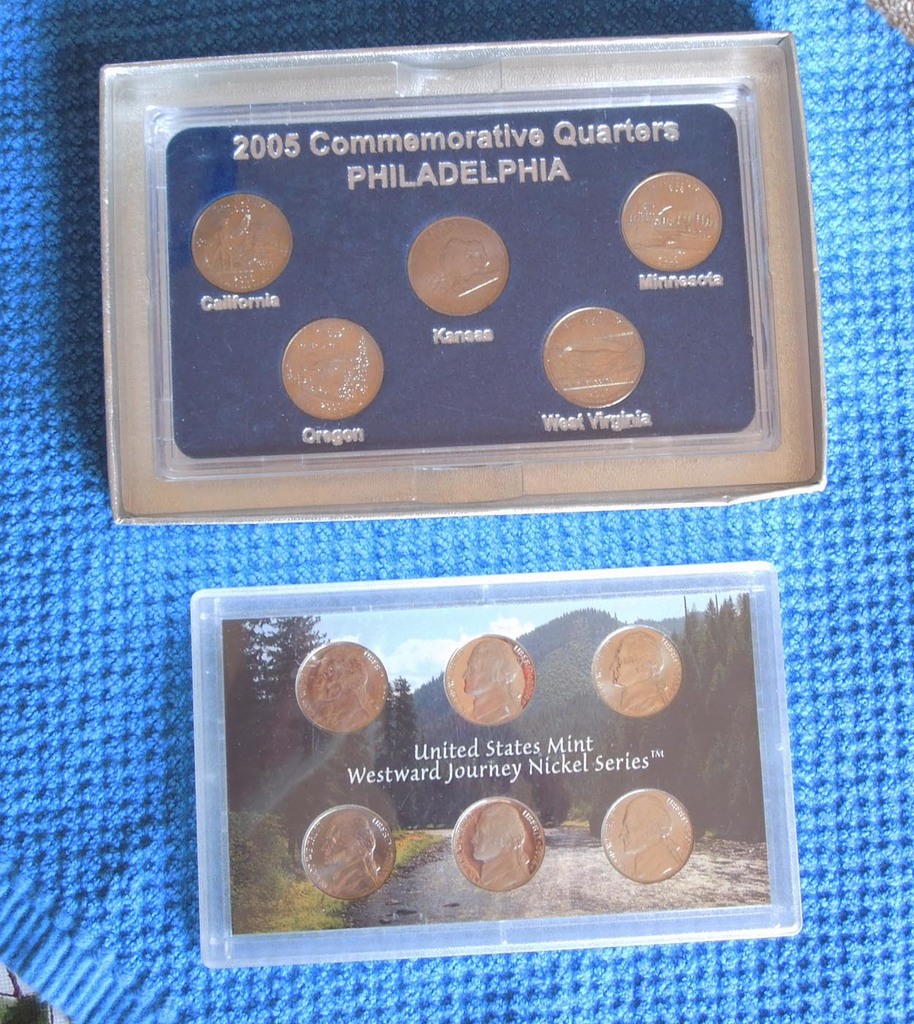 2005 Commemorative Quarters
PHILADELPHIA
California
Kansas
Minnesota
Oregon
West Virginia
United States Mint
Westward Journey Nickel Series™